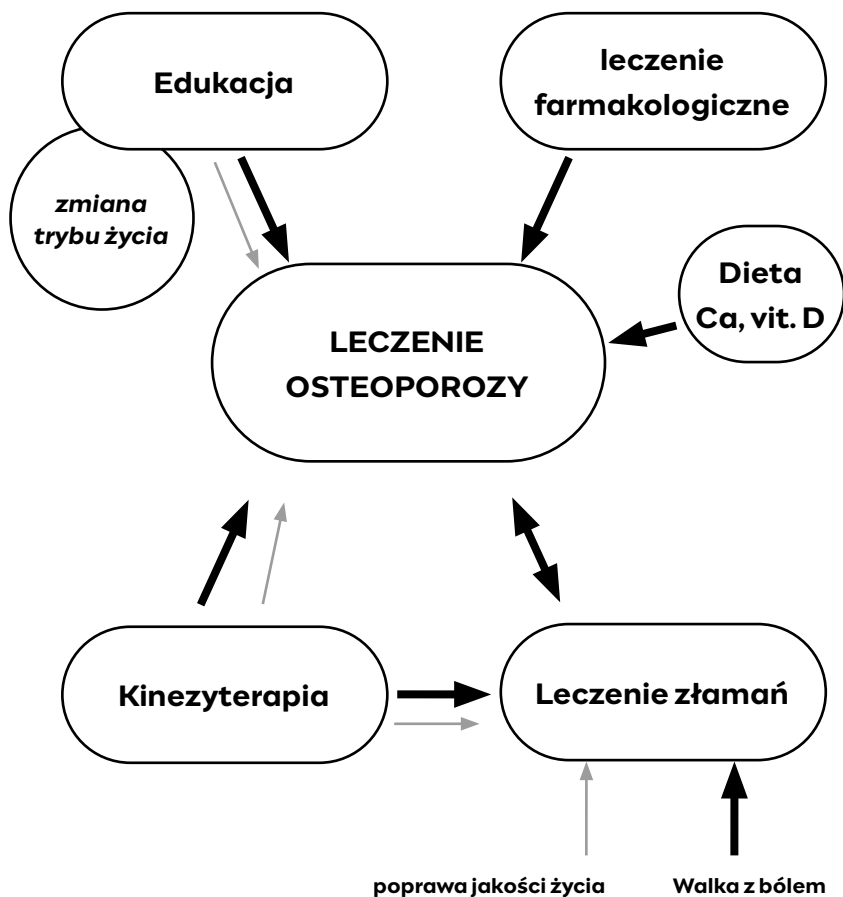 Edukacja
leczenie
farmakologiczne
zmiana
trybu życia
Dieta
Ca, vit. D
LECZENIE
OSTEOPOROZY
Kinezyterapia
Leczenie złamań
poprawa jakości życia
Walka z bólem